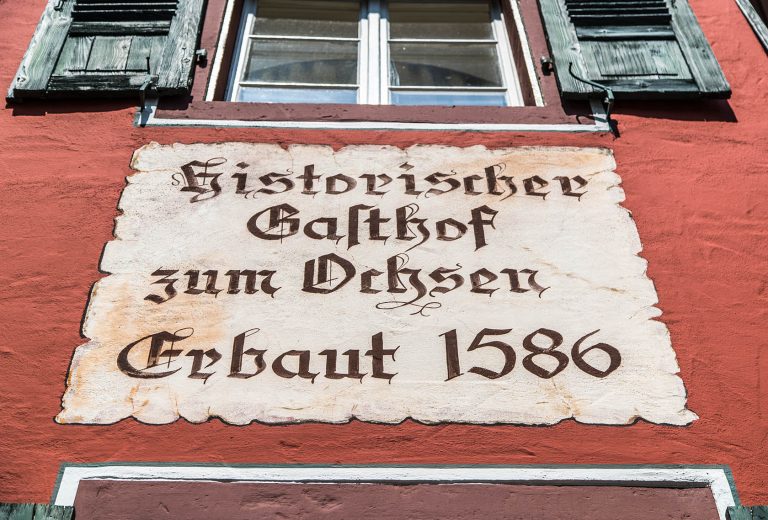 Historischer
Gasthof
zum Ochsen
Erbaut 1586